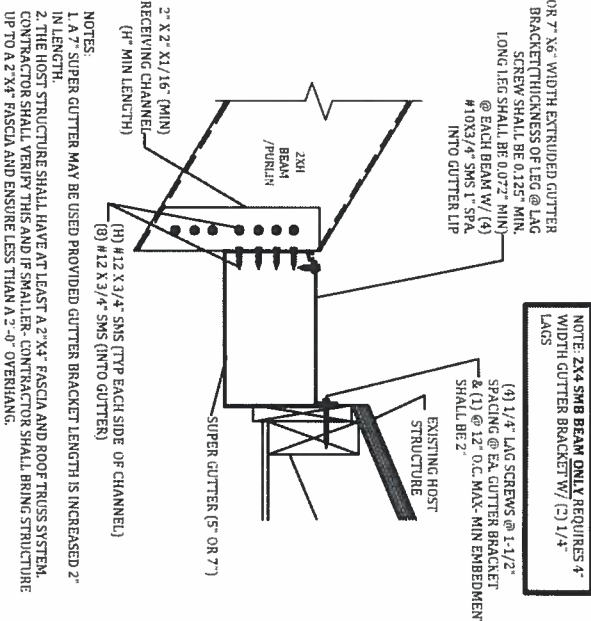 OR 7" X6" WIDTH EXTRUDED GUTTER
BRACKET(THICKNESS OF LEG @ LAG
SCREW SHALL BE 0.125" MIN.
LONG LEG SHALL BE 0.072" MIN)
@ EACH BEAM W/ (4)
#10X3/4" SMS 1" SPA.
INTO GUTTER LIP
NOTE: 2X4 SMB BEAM ONLY REQUIRES 4"
WIDTH GUTTER BRACKET W/ (2) 1/4"
LAGS
(4) 1/4" LAG SCREWS @ 1-1/2"
SPACING @ EA. GUTTER BRACKET
& (1) @ 12" O.C. MAX- MIN EMBEDMEN
SHALL BE 2"
EXISTING HOST
STRUCTURE
2XH
BEAM
/PURLIN
2" X 2" X1/16" (MIN)
RECEIVING CHANNEL
(H" MIN LENGTH)
SUPER GUTTER (5" OR 7")
(H) #12 X 3/4" SMS (TYP EACH SIDE OF CHANNEL)
(8) #12 X 3/4" SMS (INTO GUTTER)
NOTES:
1. A 7" SUPER GUTTER MAY BE USED PROVIDED GUTTER BRACKET LENGTH IS INCREASED 2"
IN LENGTH.
2. THE HOST STRUCTURE SHALL HAVE AT LEAST A 2"X4" FASCIA AND ROOF TRUSS SYSTEM.
CONTRACTOR SHALL VERIFY THIS AND IF SMALLER- CONTRACTOR SHALL BRING STRUCTURE
UP TO A 2"X4" FASCIA AND ENSURE LESS THAN A 2'-0" OVERHANG.